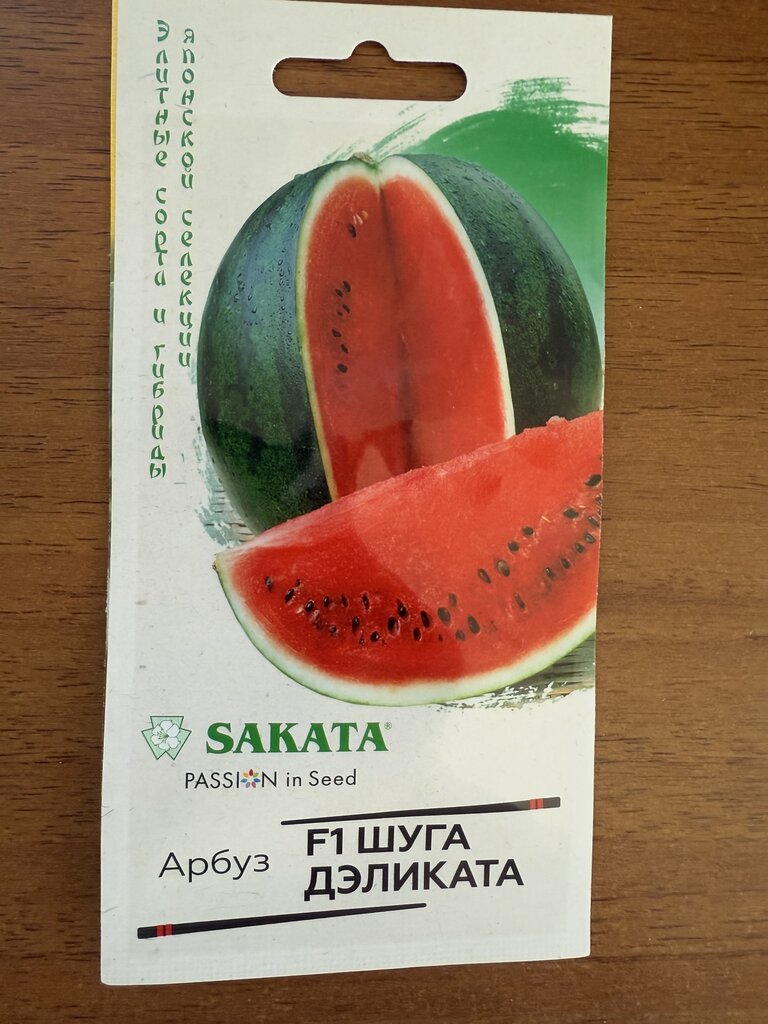 Элитные сорта и гибриды
японской селекции
SAKATA®
PASSION in Seed
Арбуз
F1 ШУГА
ДЭЛИКАТА